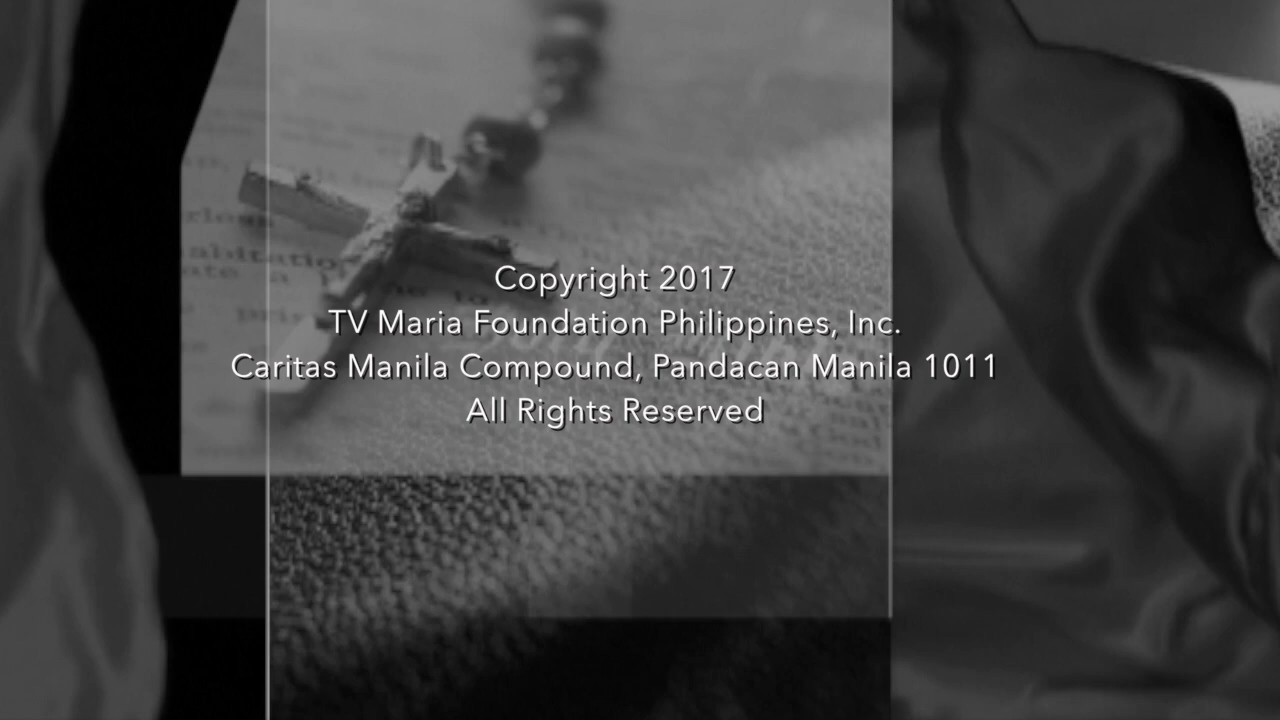 Copyright 2017
TV Maria Foundation Philippines, Inc.
Caritas Manila Compound, Pandacan Manila 1011
All Rights Reserved